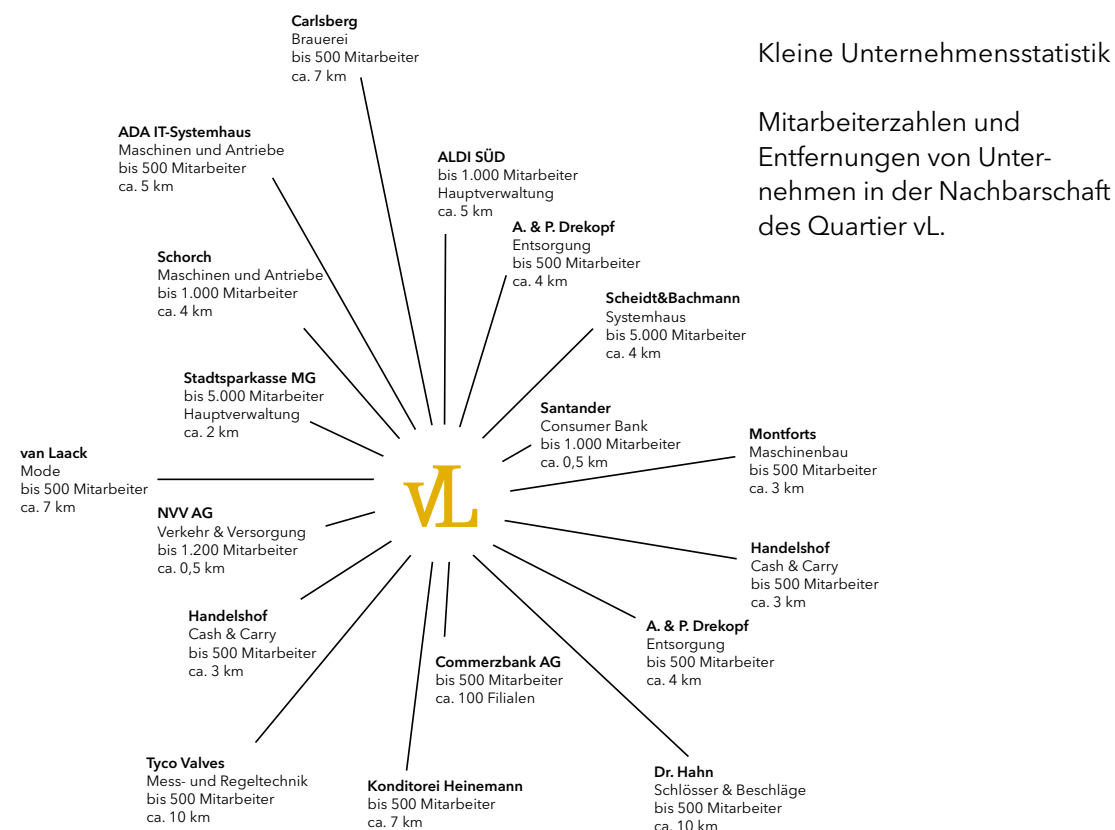 Carlsberg
Brauerei
bis 500 Mitarbeiter
ca. 7 km
Kleine Unternehmensstatistik
Mitarbeiterzahlen und
Entfernungen von Unter-
nehmen in der Nachbarschaft
des Quartier vL.
ADA IT-Systemhaus
Maschinen und Antriebe
bis 500 Mitarbeiter
ca. 5 km
ALDI SÜD
bis 1.000 Mitarbeiter
Hauptverwaltung
ca. 5 km
A. & P. Drekopf
Entsorgung
bis 500 Mitarbeiter
ca. 4 km
Schorch
Maschinen und Antriebe
bis 1.000 Mitarbeiter
ca. 4 km
Scheidt&Bachmann
Systemhaus
bis 5.000 Mitarbeiter
ca. 4 km
Stadtsparkasse MG
bis 5.000 Mitarbeiter
Hauptverwaltung
ca. 2 km
Santander
Consumer Bank
bis 1.000 Mitarbeiter
ca. 0,5 km
Montforts
Maschinenbau
bis 500 Mitarbeiter
ca. 3 km
van Laack
Mode
bis 500 Mitarbeiter
ca. 7 km
vL
NVV AG
Verkehr & Versorgung
bis 1.200 Mitarbeiter
ca. 0,5 km
Handelshof
Cash & Carry
bis 500 Mitarbeiter
ca. 3 km
Handelshof
Cash & Carry
bis 500 Mitarbeiter
ca. 3 km
A. & P. Drekopf
Entsorgung
bis 500 Mitarbeiter
ca. 4 km
Commerzbank AG
bis 500 Mitarbeiter
ca. 100 Filialen
Tyco Valves
Mess- und Regeltechnik
bis 500 Mitarbeiter
ca. 10 km
Konditorei Heinemann
bis 500 Mitarbeiter
ca. 7 km
Dr. Hahn
Schlösser & Beschläge
bis 500 Mitarbeiter
ca. 10 km